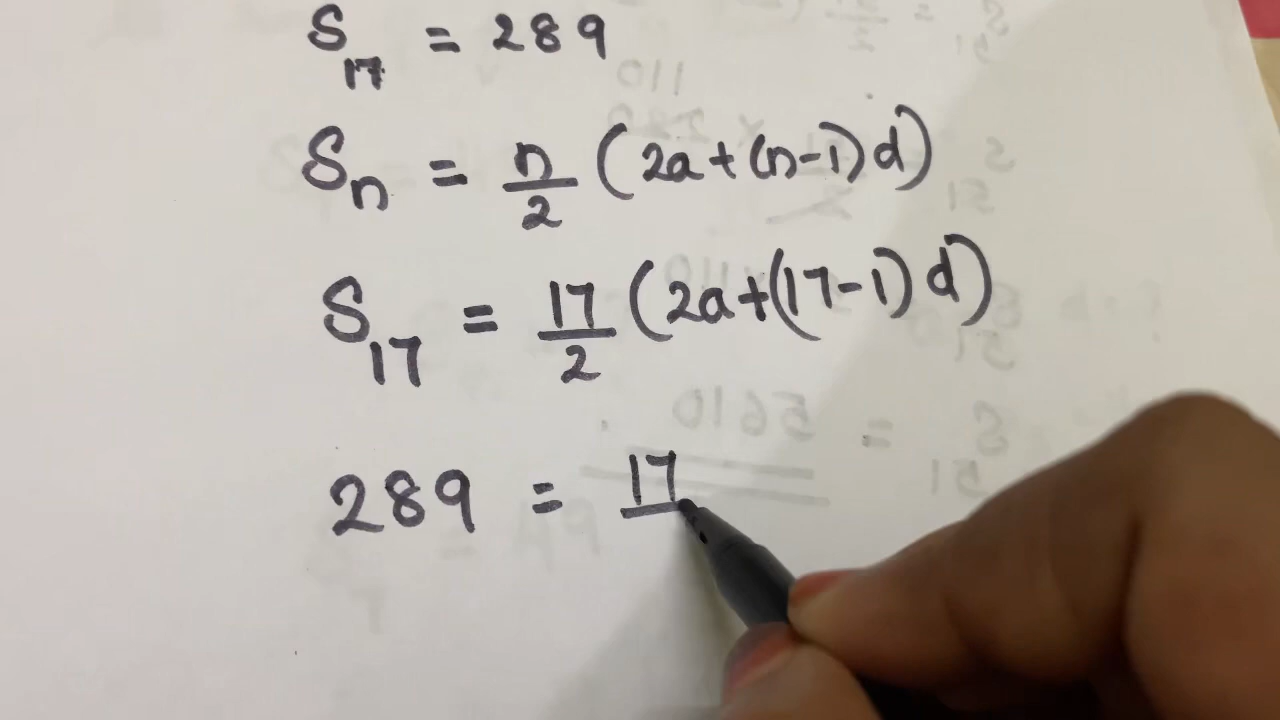 S₁₇ = 289
Sₙ = n/2 (2a+(n-1)d)
S₁₇ = 17/2 (2a+(17-1)d)
289 = 17